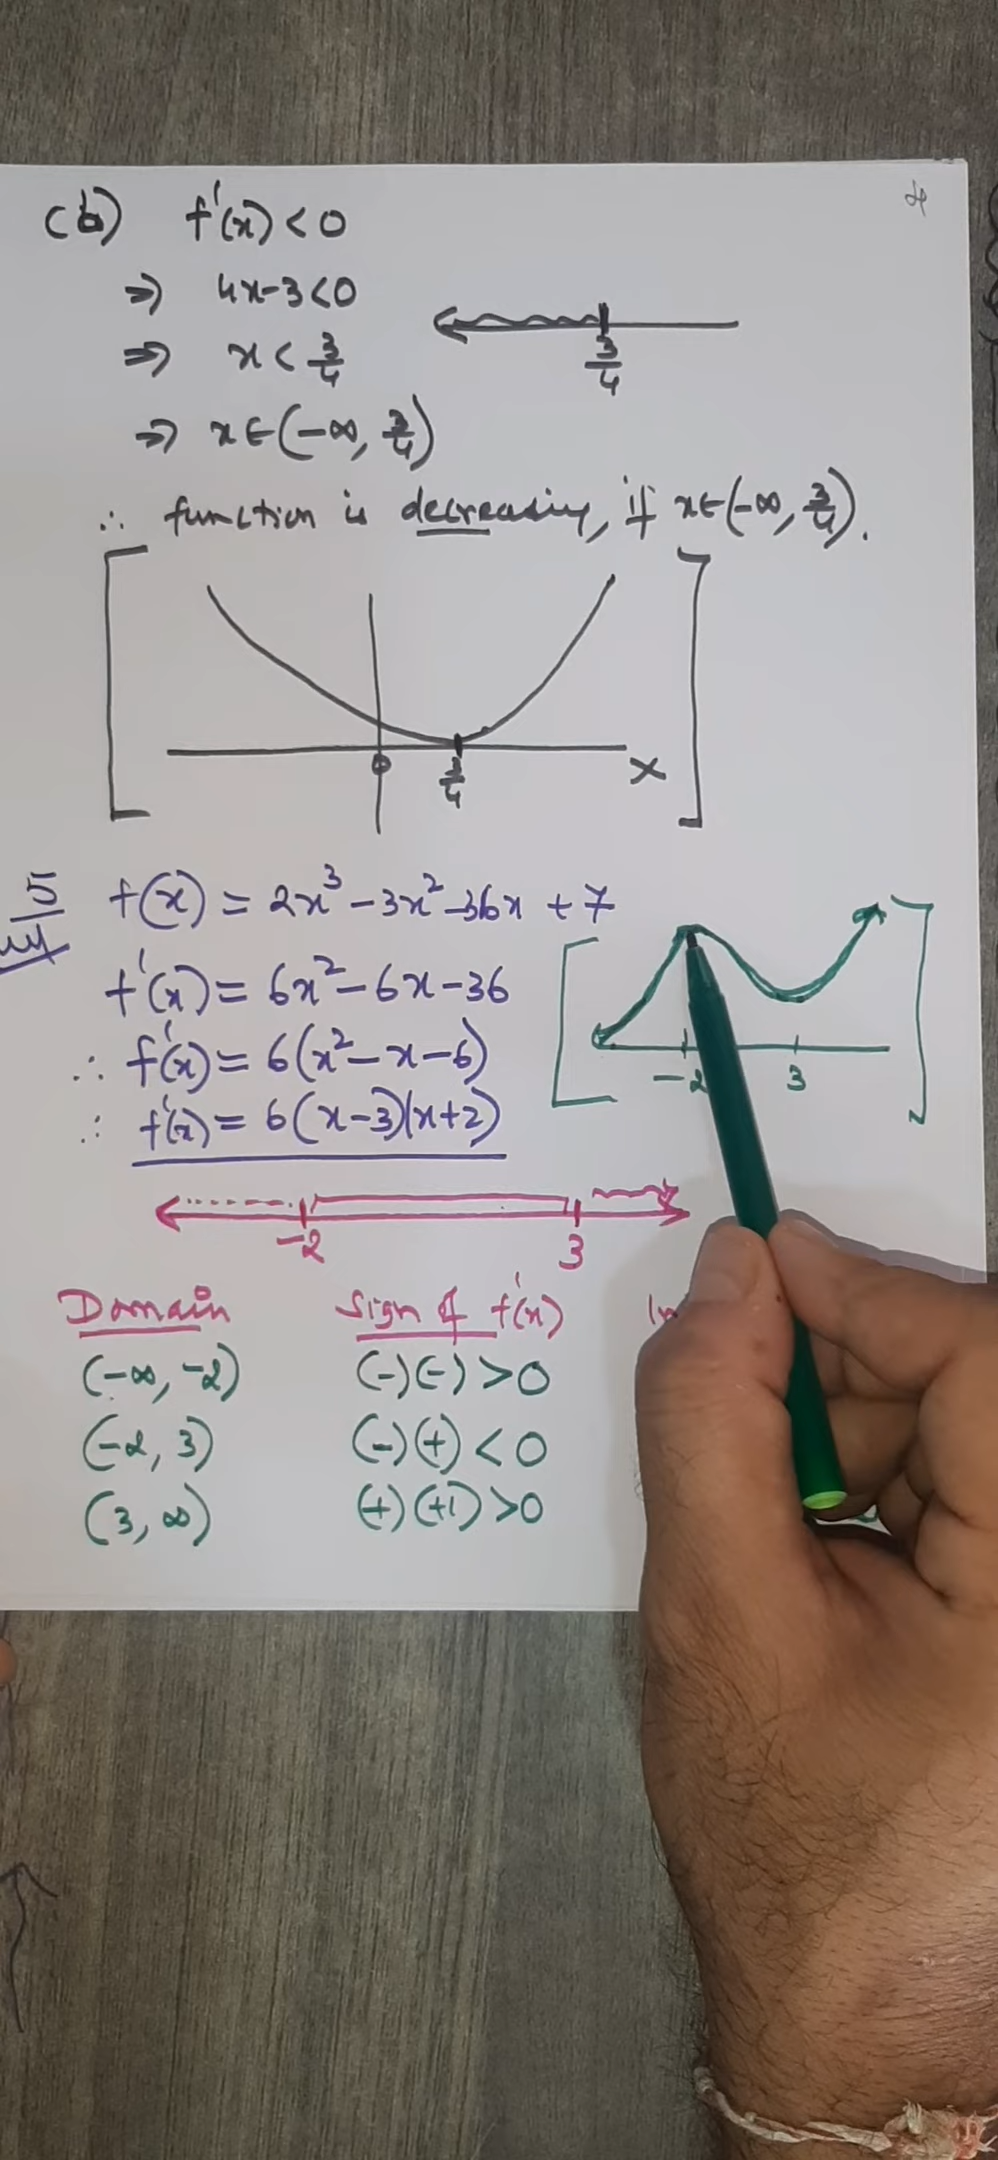 (b) f'(x) < 0
⇒ 4x-3<0
⇒ x < 3/4
3/4
⇒ x ∈ (-∞, 3/4)
∴ function is decreasing, if x ∈ (-∞, 3/4).
0 3/4 X
5 f(x) = 2x³ - 3x² - 36x + 7
f'(x) = 6x² - 6x - 36
∴ f'(x) = 6(x² - x - 6)
-2 3
∴ f'(x) = 6(x-3)(x+2)
-2 3
Domain Sign of f'(x)
(-∞, -2) (-)(-) > 0
(-2, 3) (-)(+) < 0
(3, ∞) (+)(+) > 0